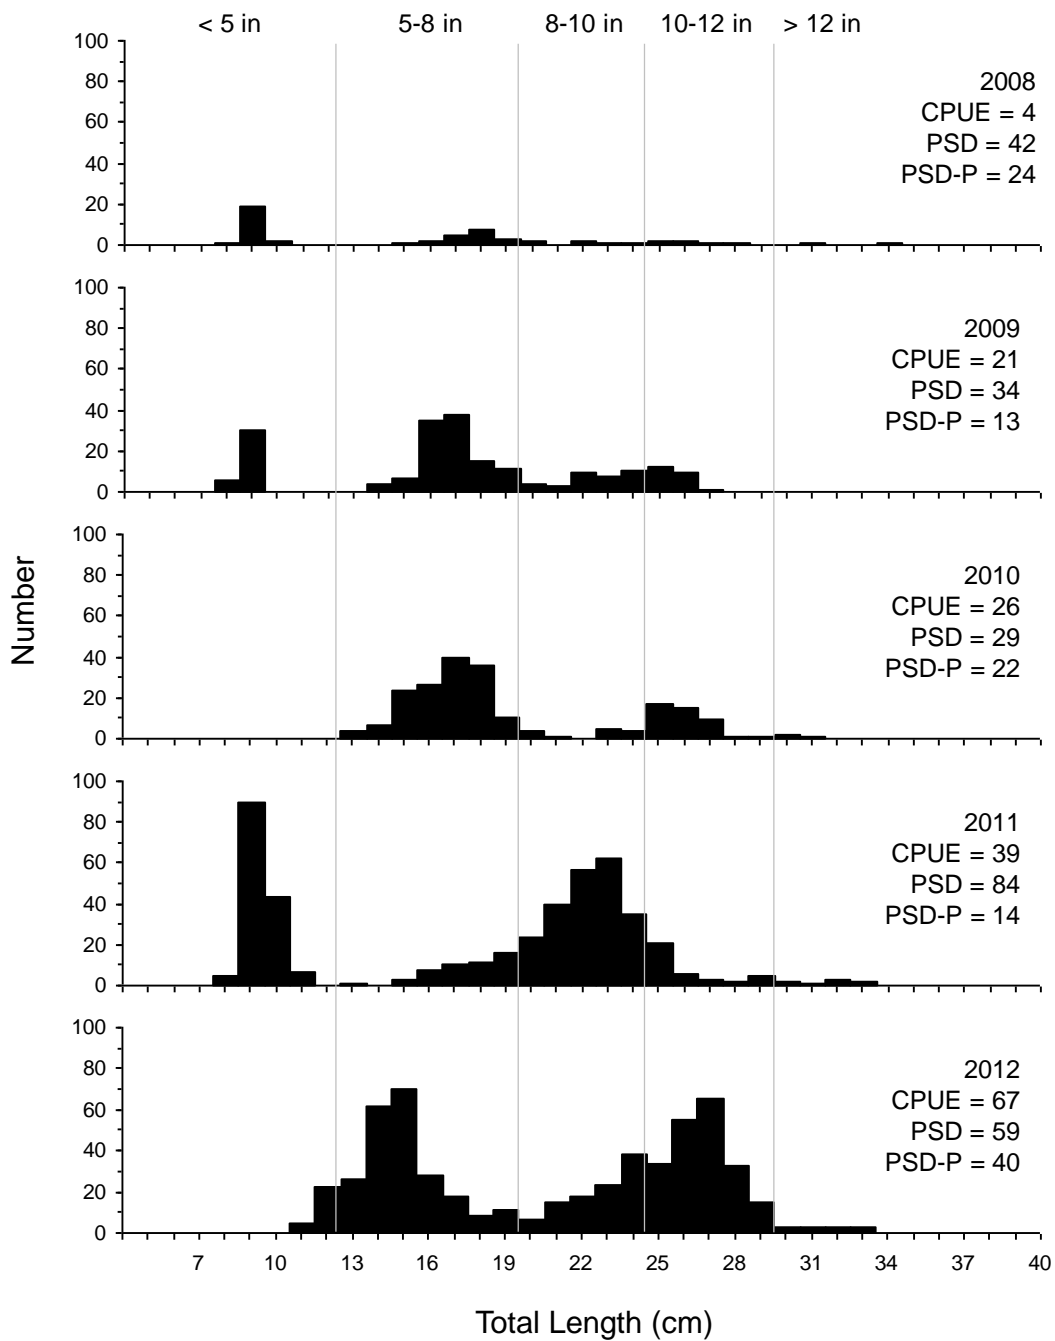 < 5 in 5-8 in 8-10 in 10-12 in > 12 in
100
80
60
40
20
0
2008
CPUE = 4
PSD = 42
PSD-P = 24
100
80
60
40
20
0
2009
CPUE = 21
PSD = 34
PSD-P = 13
100
80
60
40
20
0
2010
CPUE = 26
PSD = 29
PSD-P = 22
Number
100
80
60
40
20
0
2011
CPUE = 39
PSD = 84
PSD-P = 14
100
80
60
40
20
0
2012
CPUE = 67
PSD = 59
PSD-P = 40
7 10 13 16 19 22 25 28 31 34 37 40
Total Length (cm)